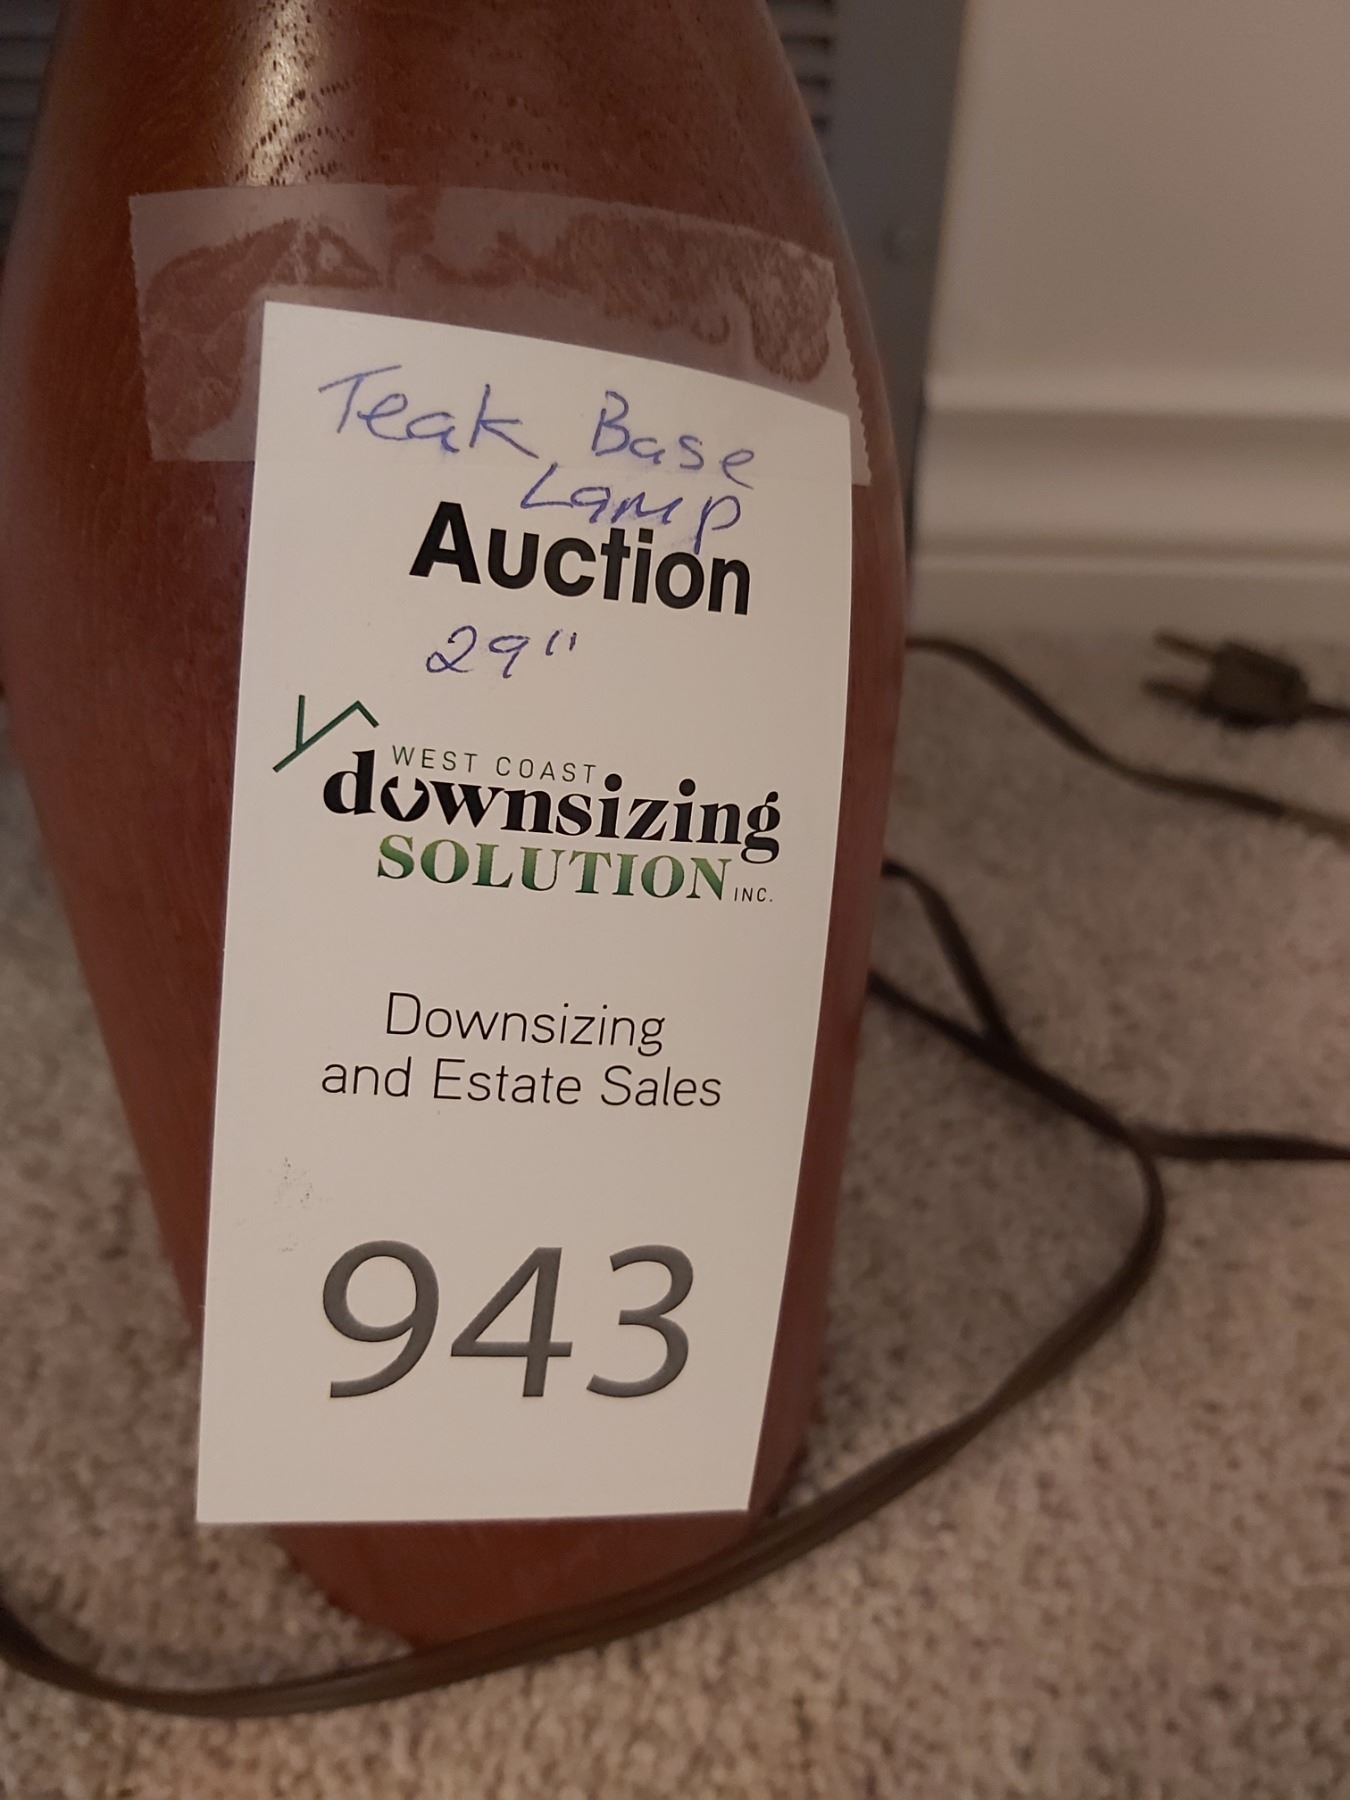 Teak Base
Lamp
Auction
29"
WEST COAST
downsizing
SOLUTION INC.
Downsizing
and Estate Sales
943